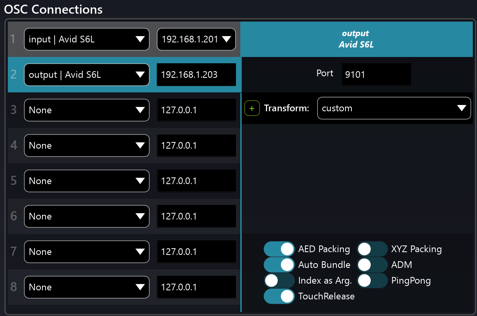 OSC Connections
1 input | Avid S6L 192.168.1.201
2 output | Avid S6L 192.168.1.203
3 None 127.0.0.1
4 None 127.0.0.1
5 None 127.0.0.1
6 None 127.0.0.1
7 None 127.0.0.1
8 None 127.0.0.1
output
Avid S6L
Port 9101
+ Transform: custom
AED Packing XYZ Packing
Auto Bundle ADM
Index as Arg. PingPong
TouchRelease